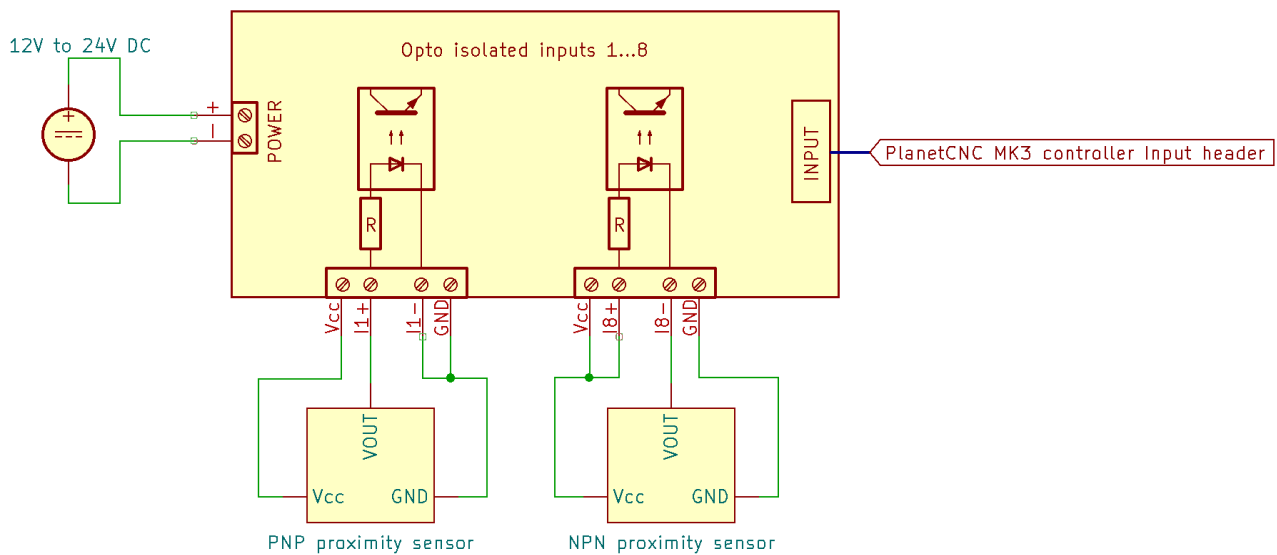 12V to 24V DC
Opto isolated inputs 1...8
+
-
+
POWER
INPUT
PlanetCNC MK3 controller Input header
R
R
Vcc
I1+
I1-
GND
Vcc
I8+
I8-
GND
VOUT
Vcc
GND
VOUT
Vcc
GND
PNP proximity sensor
NPN proximity sensor